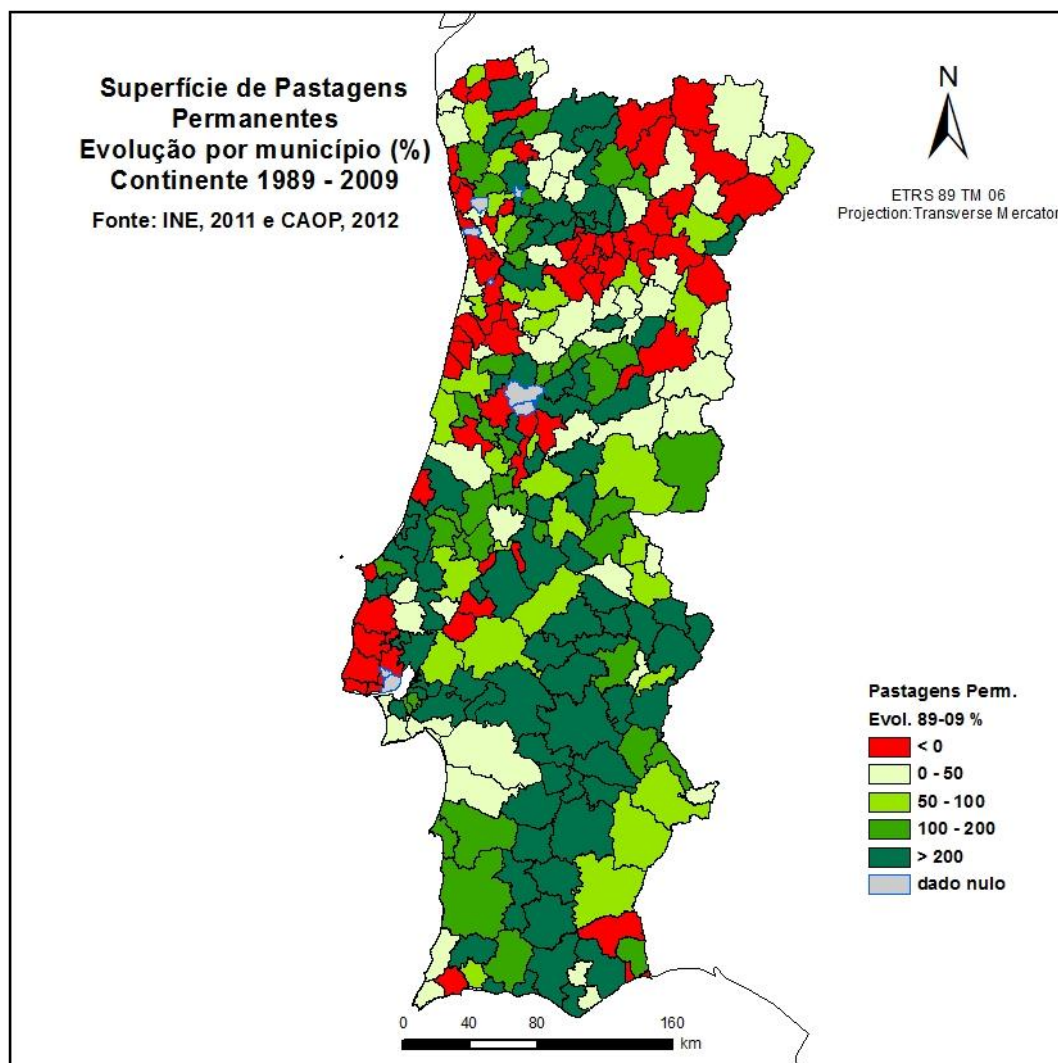 Superfície de Pastagens
Permanentes
Evolução por município (%)
Continente 1989 - 2009
Fonte: INE, 2011 e CAOP, 2012
N
ETRS 89 TM 06
Projection: Transverse Mercator
Pastagens Perm.
Evol. 89-09 %
< 0
0 - 50
50 - 100
100 - 200
> 200
dado nulo
0 40 80 160
km